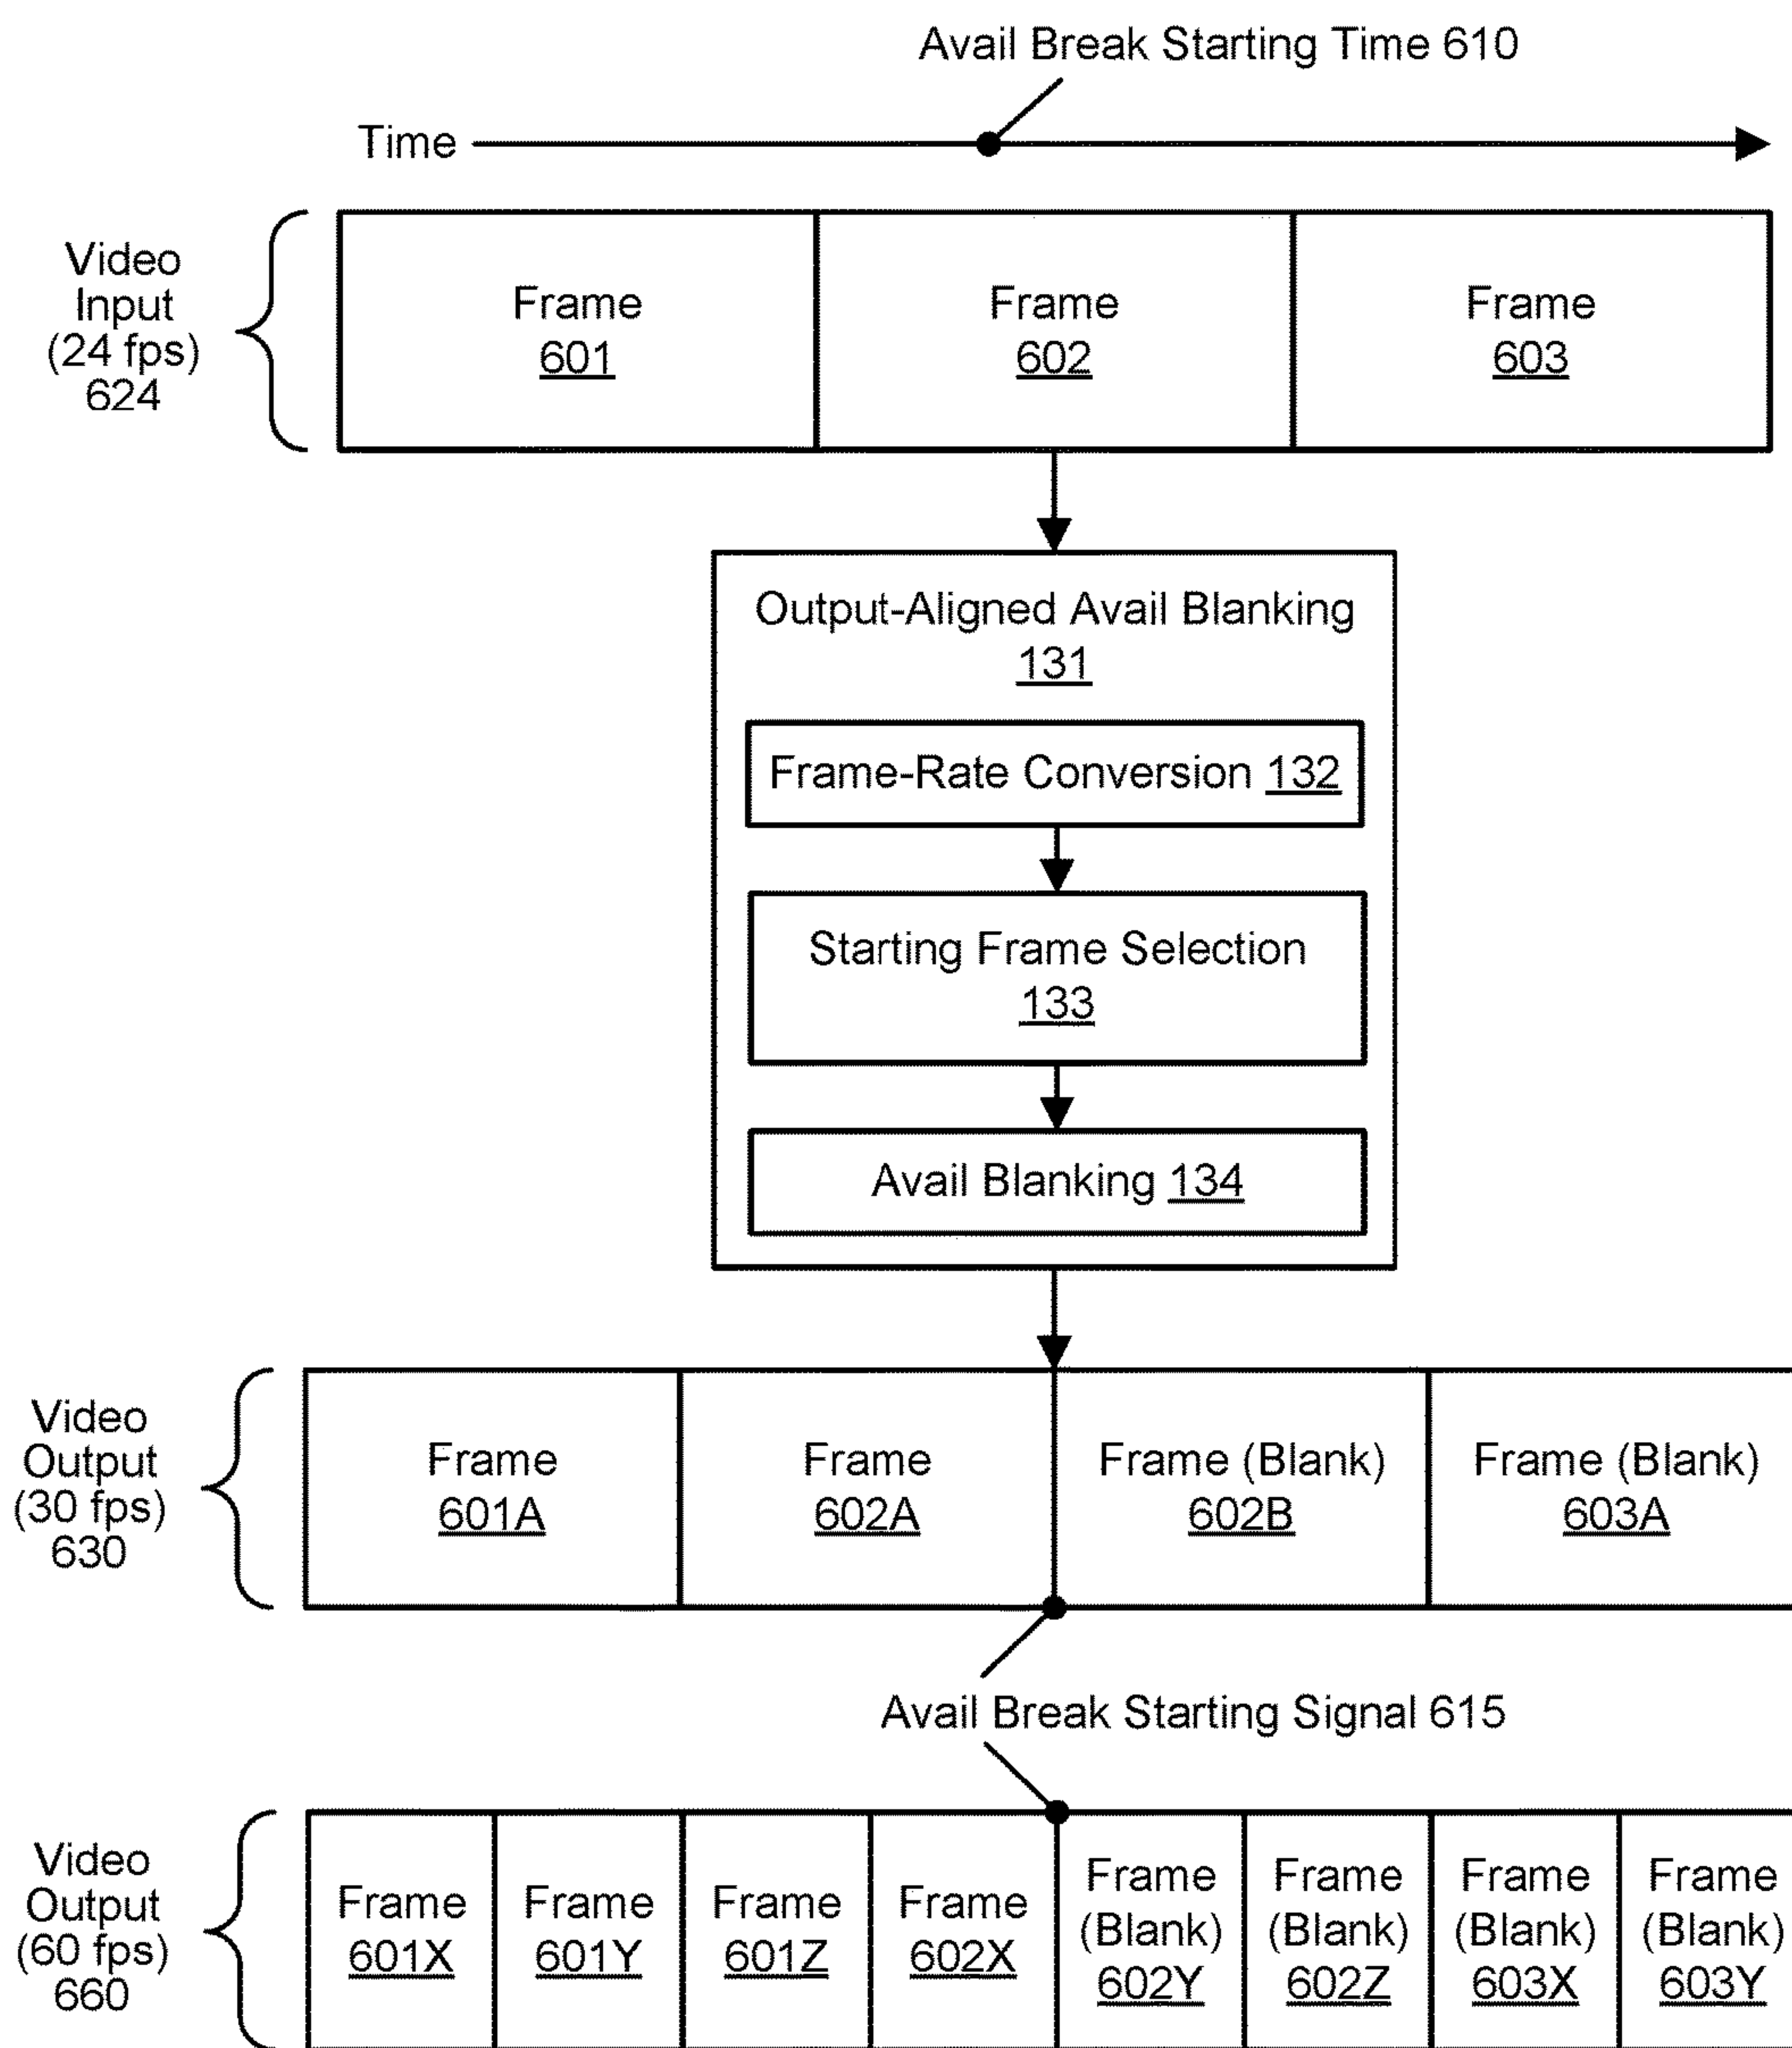 Avail Break Starting Time 610
Time
Video
Input
(24 fps)
624
Frame
601
Frame
602
Frame
603
Output-Aligned Avail Blanking
131
Frame-Rate Conversion 132
Starting Frame Selection
133
Avail Blanking 134
Video
Output
(30 fps)
630
Frame
601A
Frame
602A
Frame (Blank)
602B
Frame (Blank)
603A
Avail Break Starting Signal 615
Video
Output
(60 fps)
660
Frame
601X
Frame
601Y
Frame
601Z
Frame
602X
Frame
(Blank)
602Y
Frame
(Blank)
602Z
Frame
(Blank)
603X
Frame
(Blank)
603Y